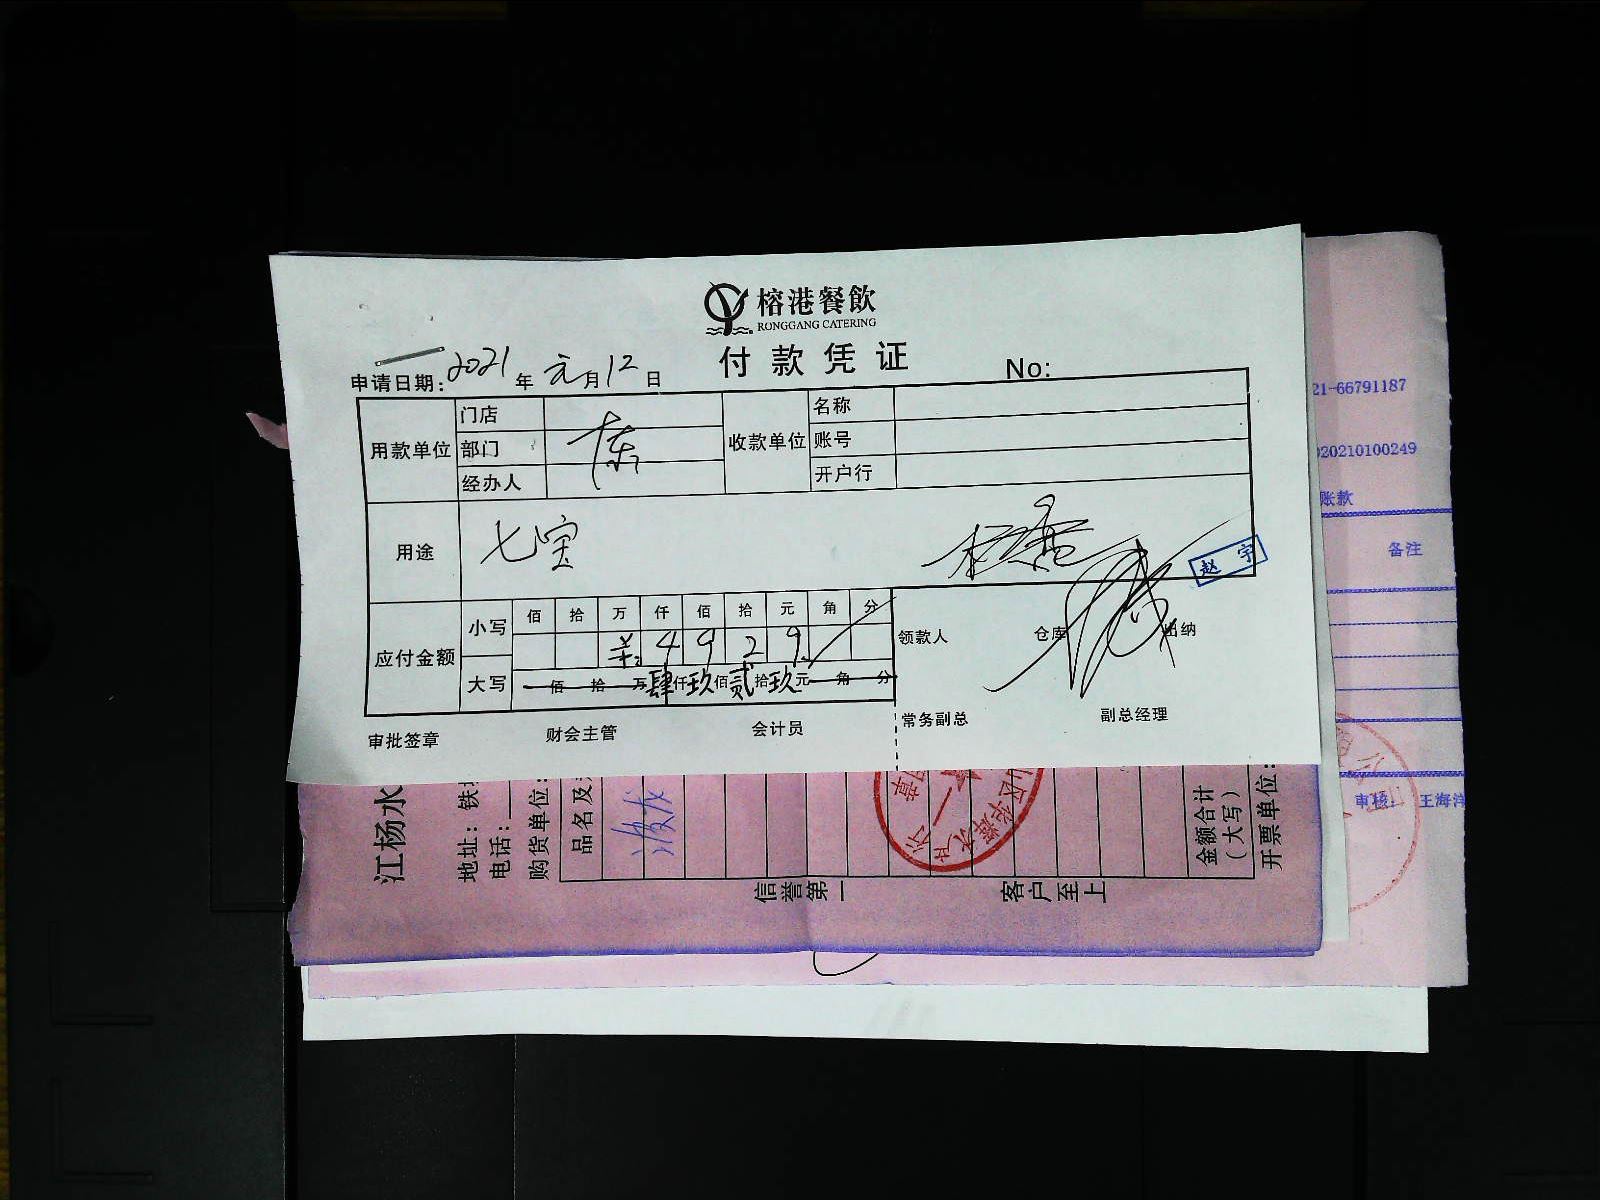 榕港餐飲
RONGGANG CATERING
付款凭证
No:
申请日期: 2021 年 元 月 12 日
用款单位 门店 收款单位 名称
部门 账号
经办人 开户行
用途 七宝
赵宇
应付金额 小写 佰 拾 万 仟 佰 拾 元 角 分
¥: 4 9 2 9.
大写 佰 拾 万 肆 仟 玖 佰 贰 拾 玖 元 角 分
领款人 仓库 出纳
审批签章 财会主管 会计员 常务副总 副总经理
21-66791187
020210100249
账款
备注
审核: 王海洋
江杨水
地址: 铁
电话:
购货单位:
品名及
金额合计
(大写)
开票单位:
信誉第一
客户至上